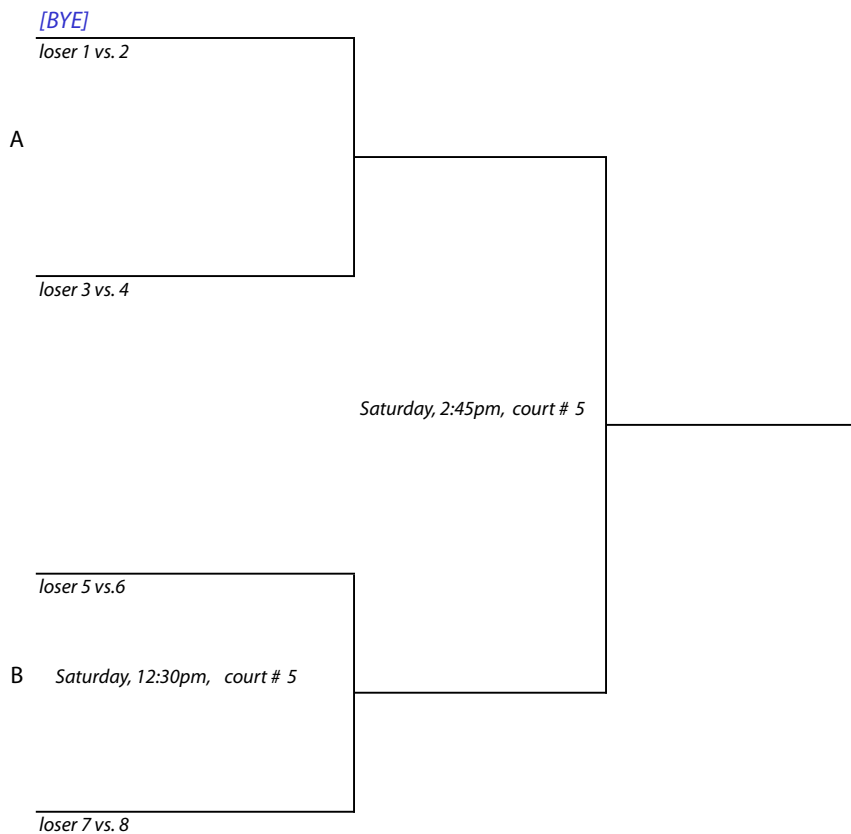 [BYE]
loser 1 vs. 2
A
loser 3 vs. 4
Saturday, 2:45pm, court # 5
loser 5 vs.6
B Saturday, 12:30pm, court # 5
loser 7 vs. 8